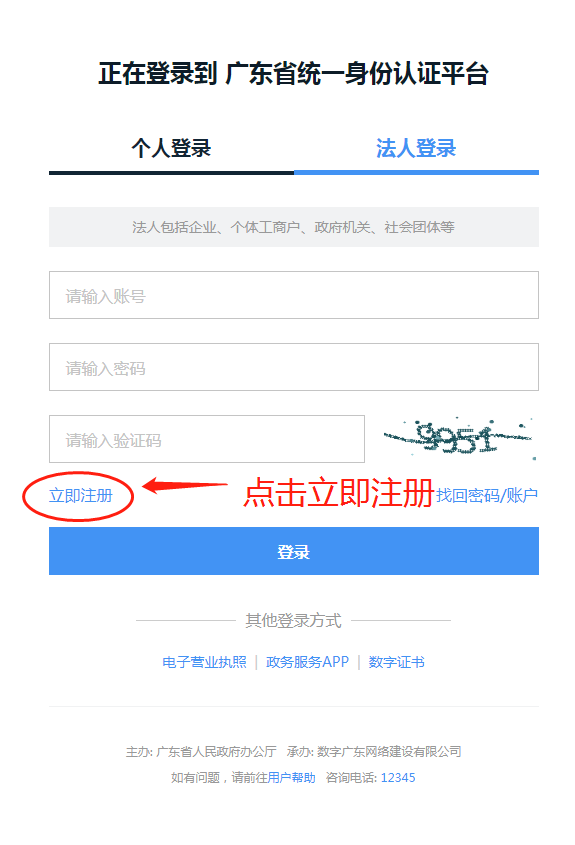 正在登录到 广东省统一身份认证平台
个人登录 法人登录
法人包括企业、个体工商户、政府机关、社会团体等
请输入账号
请输入密码
请输入验证码
立即注册 点击立即注册 找回密码/账户
登录
其他登录方式
电子营业执照 | 政务服务APP | 数字证书
主办: 广东省人民政府办公厅 承办: 数字广东网络建设有限公司
如有问题，请前往用户帮助 咨询电话: 12345